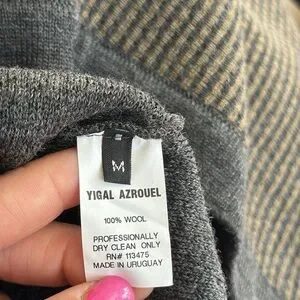 M
YIGAL AZROUEL
100% WOOL
PROFESSIONALLY
DRY CLEAN ONLY
RN# 113475
MADE IN URUGUAY